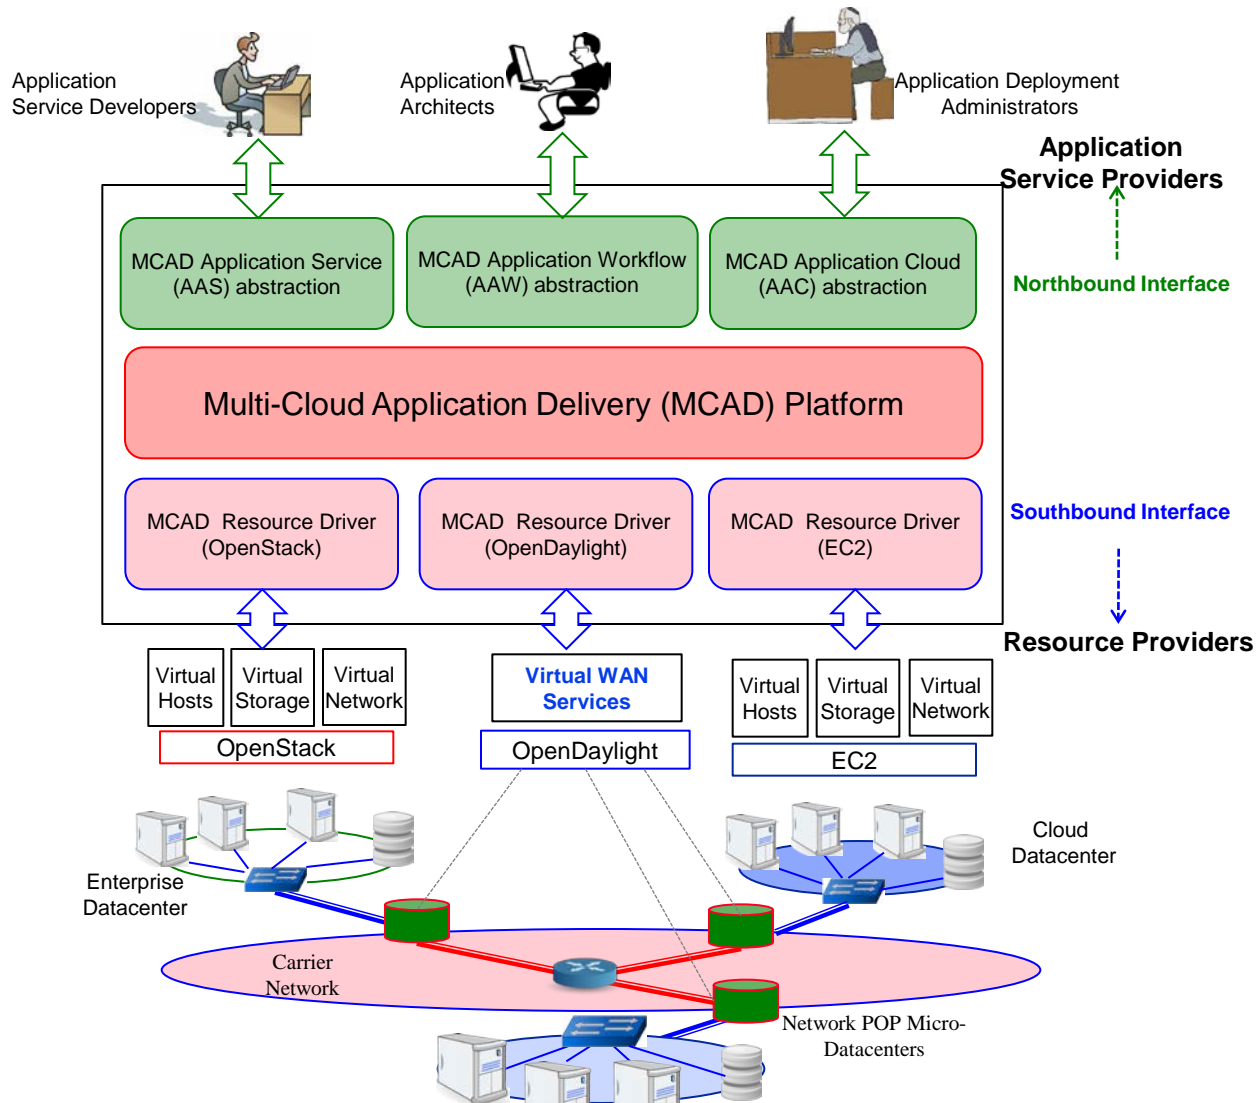 Application
Service Developers
Application
Architects
Application Deployment
Administrators
Application
Service Providers
MCAD Application Service
(AAS) abstraction
MCAD Application Workflow
(AAW) abstraction
MCAD Application Cloud
(AAC) abstraction
Northbound Interface
Multi-Cloud Application Delivery (MCAD) Platform
MCAD  Resource Driver
(OpenStack)
MCAD  Resource Driver
(OpenDaylight)
MCAD  Resource Driver
(EC2)
Southbound Interface
Resource Providers
Virtual
Hosts
Virtual
Storage
Virtual
Network
OpenStack
Virtual WAN
Services
OpenDaylight
Virtual
Hosts
Virtual
Storage
Virtual
Network
EC2
Enterprise
Datacenter
Cloud
Datacenter
Carrier
Network
Network POP Micro-
Datacenters